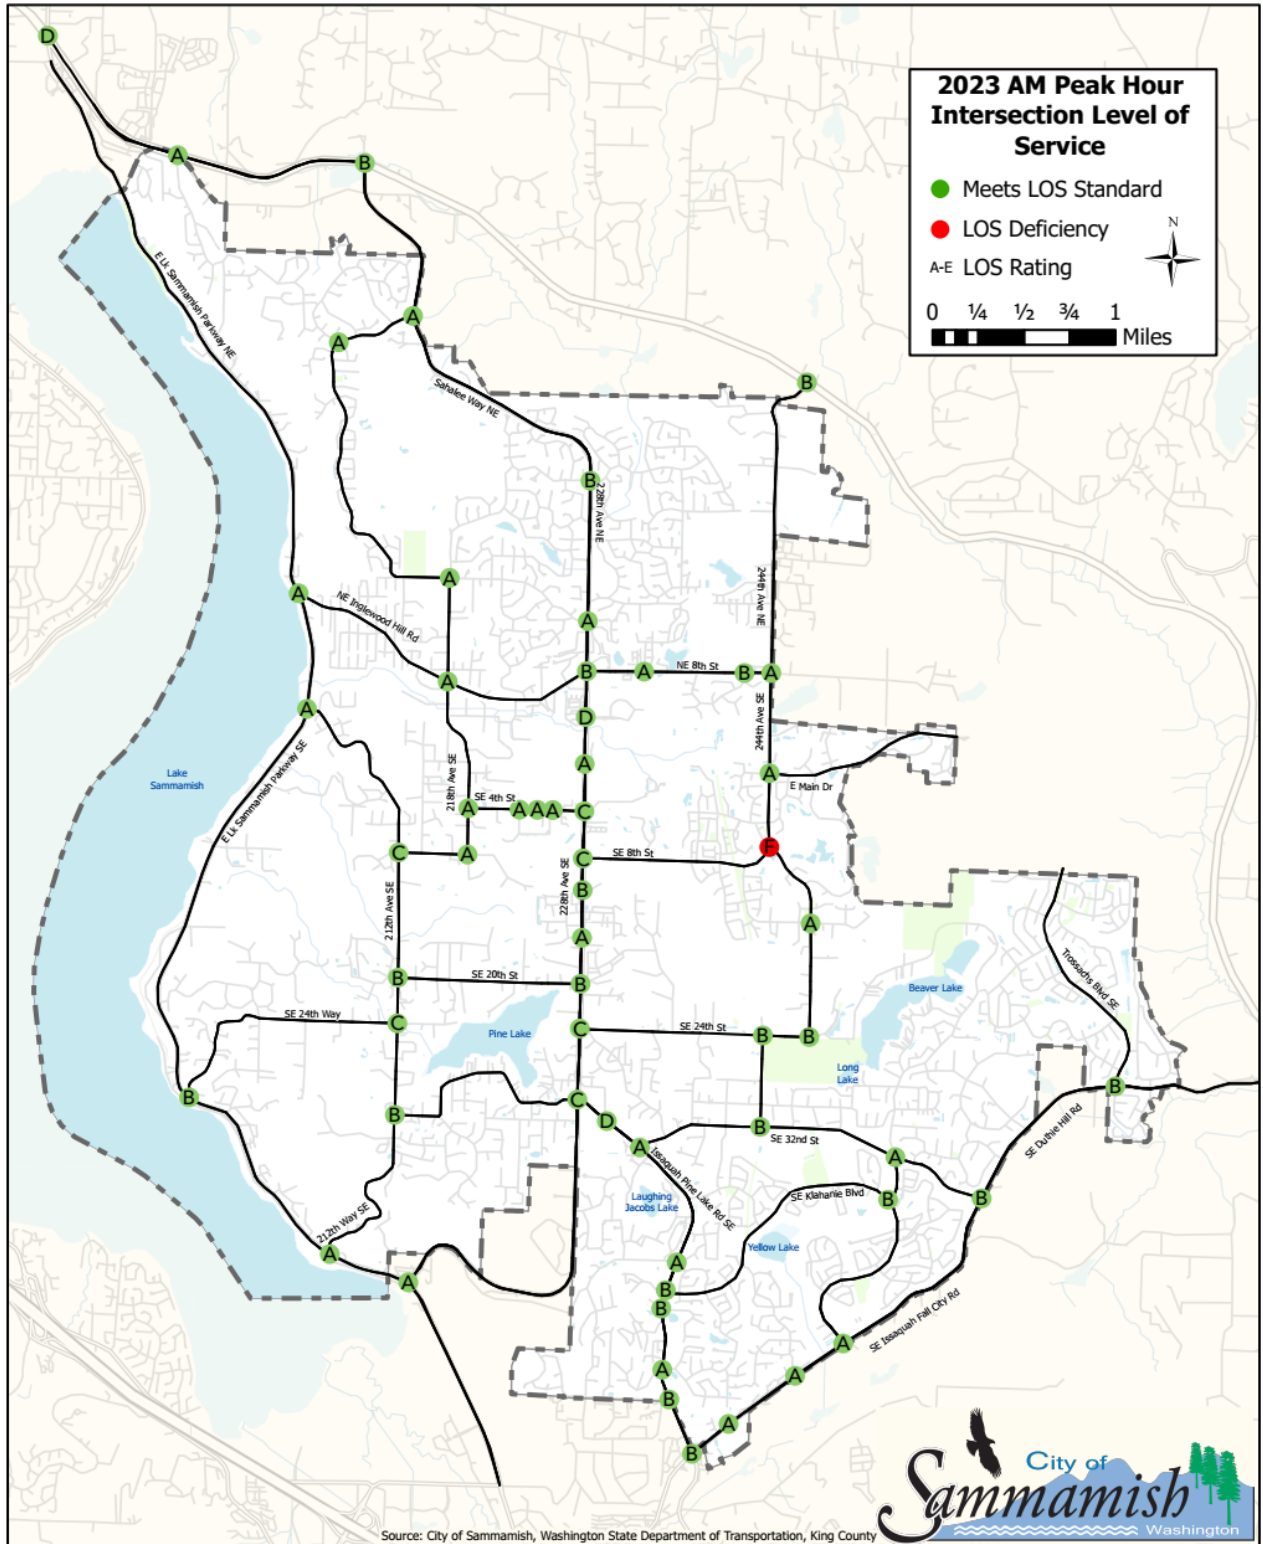 D
2023 AM Peak Hour
Intersection Level of
Service
Meets LOS Standard
LOS Deficiency
A-E LOS Rating
N
0 ¼ ½ ¾ 1
Miles
A
B
E Lk Sammamish Parkway NE
A
A
Sahalee Way NE
B
B
228th Ave NE
A
A
244th Ave NE
NE Inglewood Hill Rd
A
A
B
A
NE 8th St
B
A
A
D
244th Ave SE
Lake
Sammamish
E Lk Sammamish Parkway SE
218th Ave SE
A
A
E Main Dr
A
SE 4th St
A
A
A
C
C
A
C
SE 8th St
F
212th Ave SE
228th Ave SE
B
A
A
B
SE 20th St
B
Beaver Lake
Trossachs Blvd SE
SE 24th Way
C
Pine Lake
C
SE 24th St
B
B
Long
Lake
B
B
B
C
D
A
B
SE 32nd St
SE Duthie Hill Rd
Issaquah Pine Lake Rd SE
A
Laughing
Jacobs Lake
SE Klahanie Blvd
B
B
212th Way SE
Yellow Lake
A
A
A
B
B
SE Issaquah Fall City Rd
A
A
A
B
A
B
City of
Sammamish
Washington
Source: City of Sammamish, Washington State Department of Transportation, King County